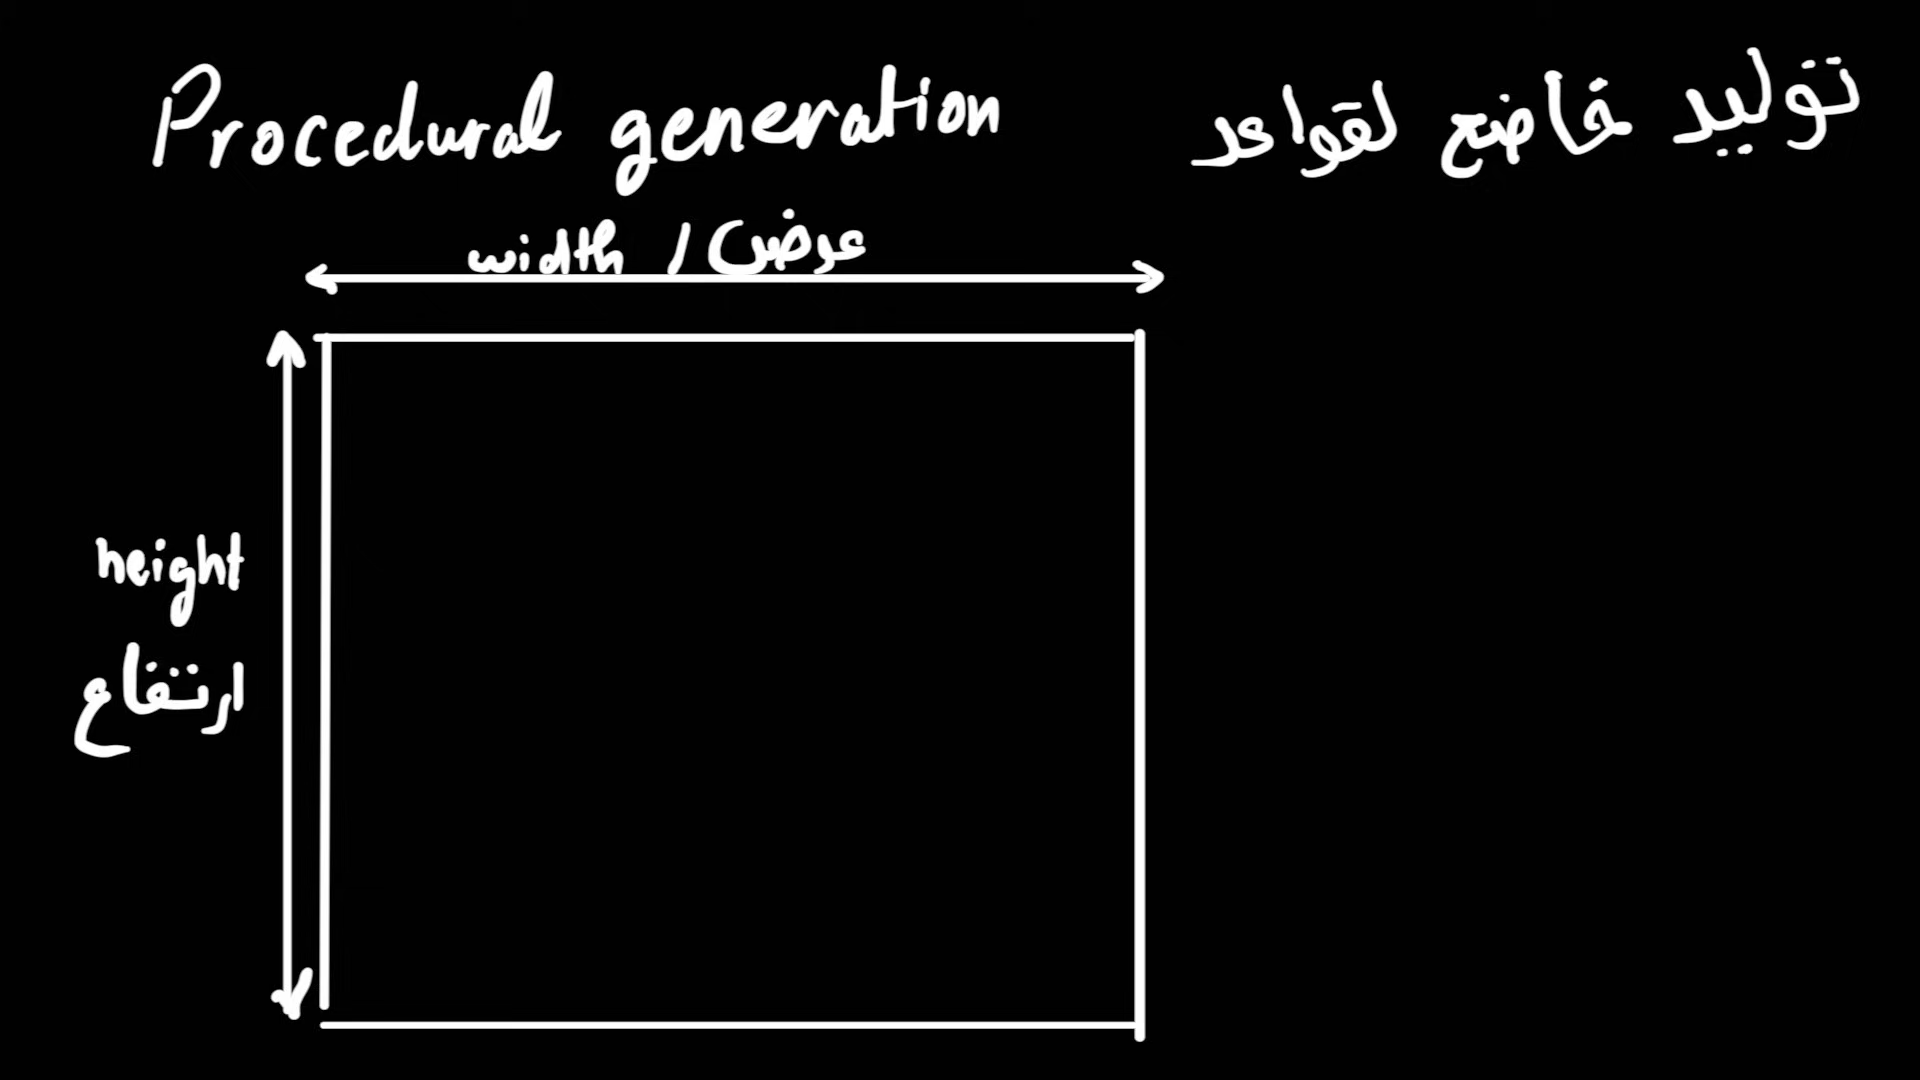 Procedural generation توليد خاضع لقواعد
width / عرض
height
ارتفاع